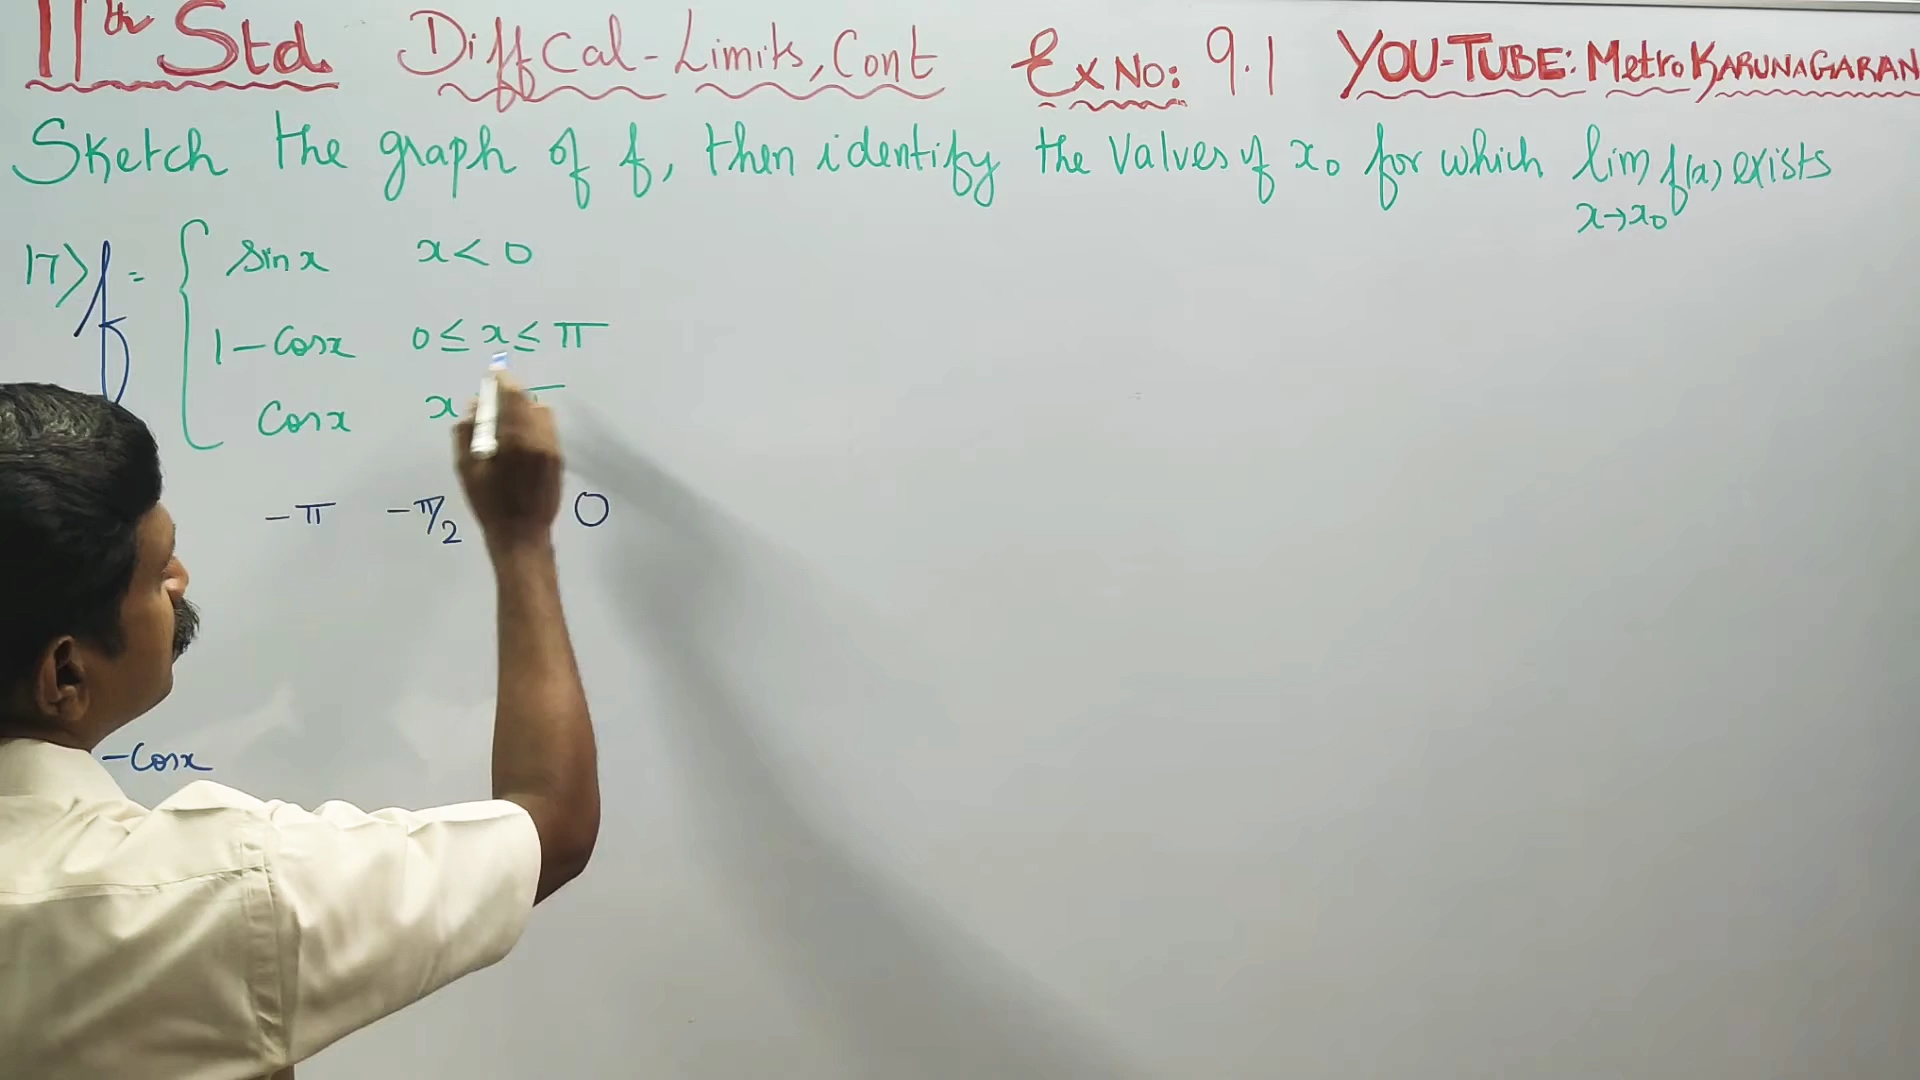 11th Std Diff Cal - Limits, Cont Ex No: 9.1 YOU-TUBE: Metro KARUNAGARAN
Sketch the graph of f, then identify the values of x₀ for which lim f(x) exists
x→x₀
17) f = { sin x x < 0
1 - cos x 0 ≤ x ≤ π
cos x x
-π -π/2 0
- cos x